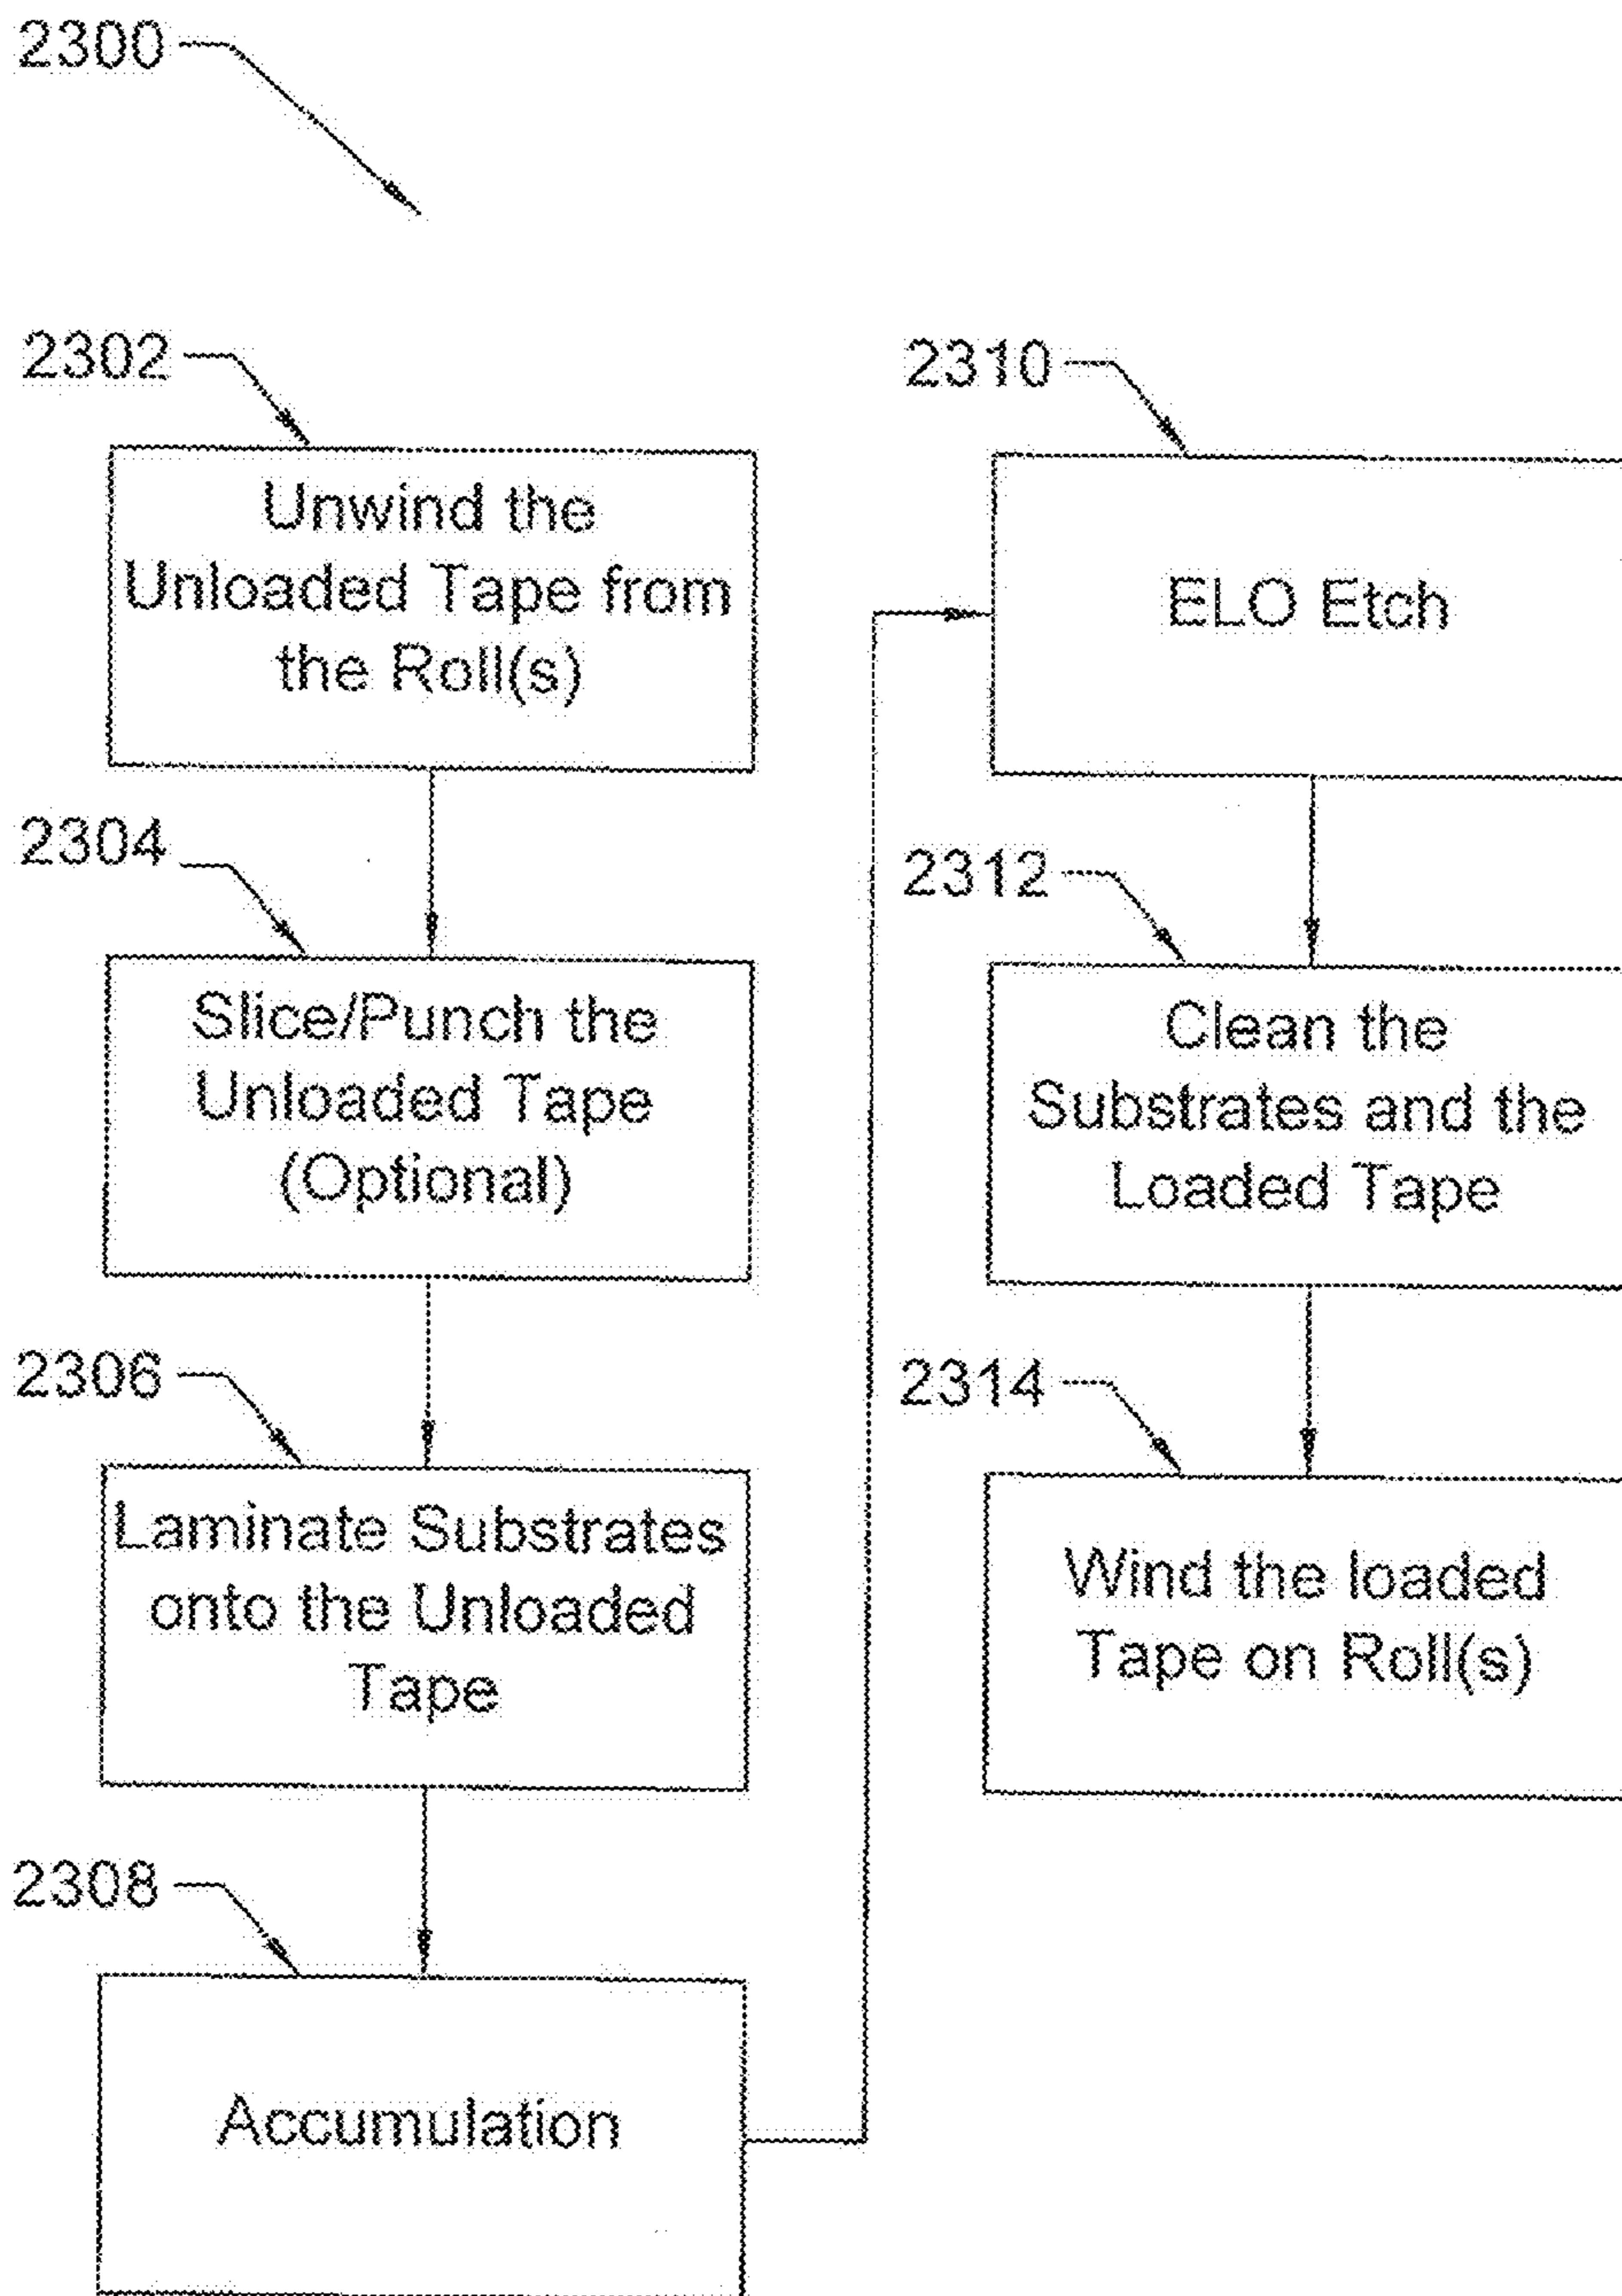 2300
2302
Unwind the
Unloaded Tape from
the Roll(s)
2304
Slice/Punch the
Unloaded Tape
(Optional)
2306
Laminate Substrates
onto the Unloaded
Tape
2308
Accumulation
2310
ELO Etch
2312
Clean the
Substrates and the
Loaded Tape
2314
Wind the loaded
Tape on Roll(s)